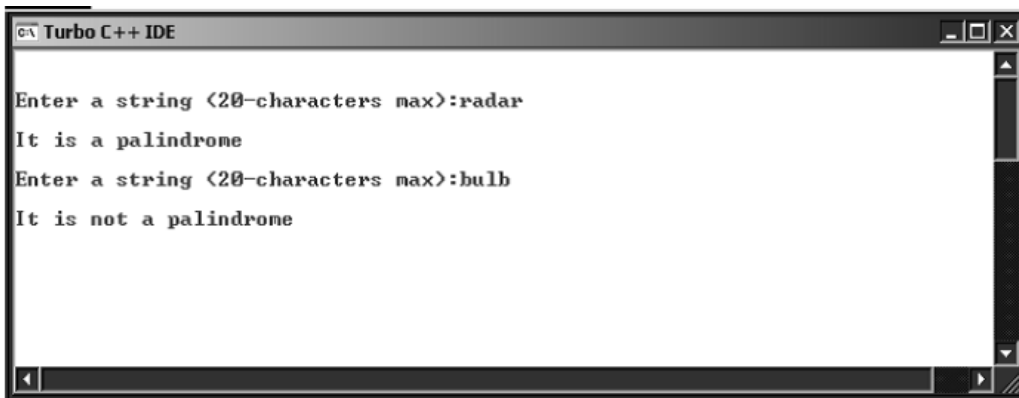 Turbo C++ IDE
Enter a string (20-characters max):radar
It is a palindrome
Enter a string (20-characters max):bulb
It is not a palindrome